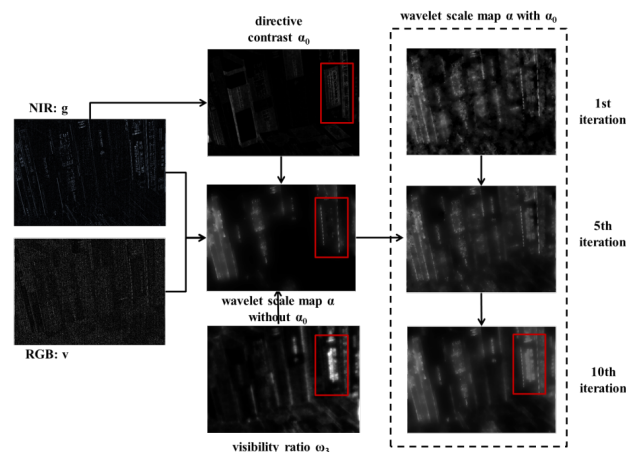 directive
contrast α₀
wavelet scale map α with α₀
NIR: g
1st
iteration
5th
iteration
wavelet scale map α
without α₀
RGB: v
10th
iteration
visibility ratio ω₃